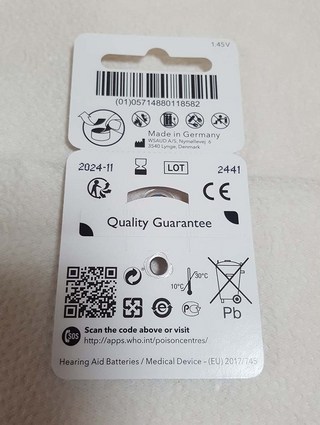 1.45V
(01)05714880118582
Made in Germany
WSAUD A/S, Nymøllevej 6
3540 Lynge, Denmark
2024-11
LOT
2441
CE
Quality Guarantee
10°C
30°C
Pb
SOS
Scan the code above or visit
http://apps.who.int/poisoncentres/
Hearing Aid Batteries / Medical Device - (EU) 2017/745